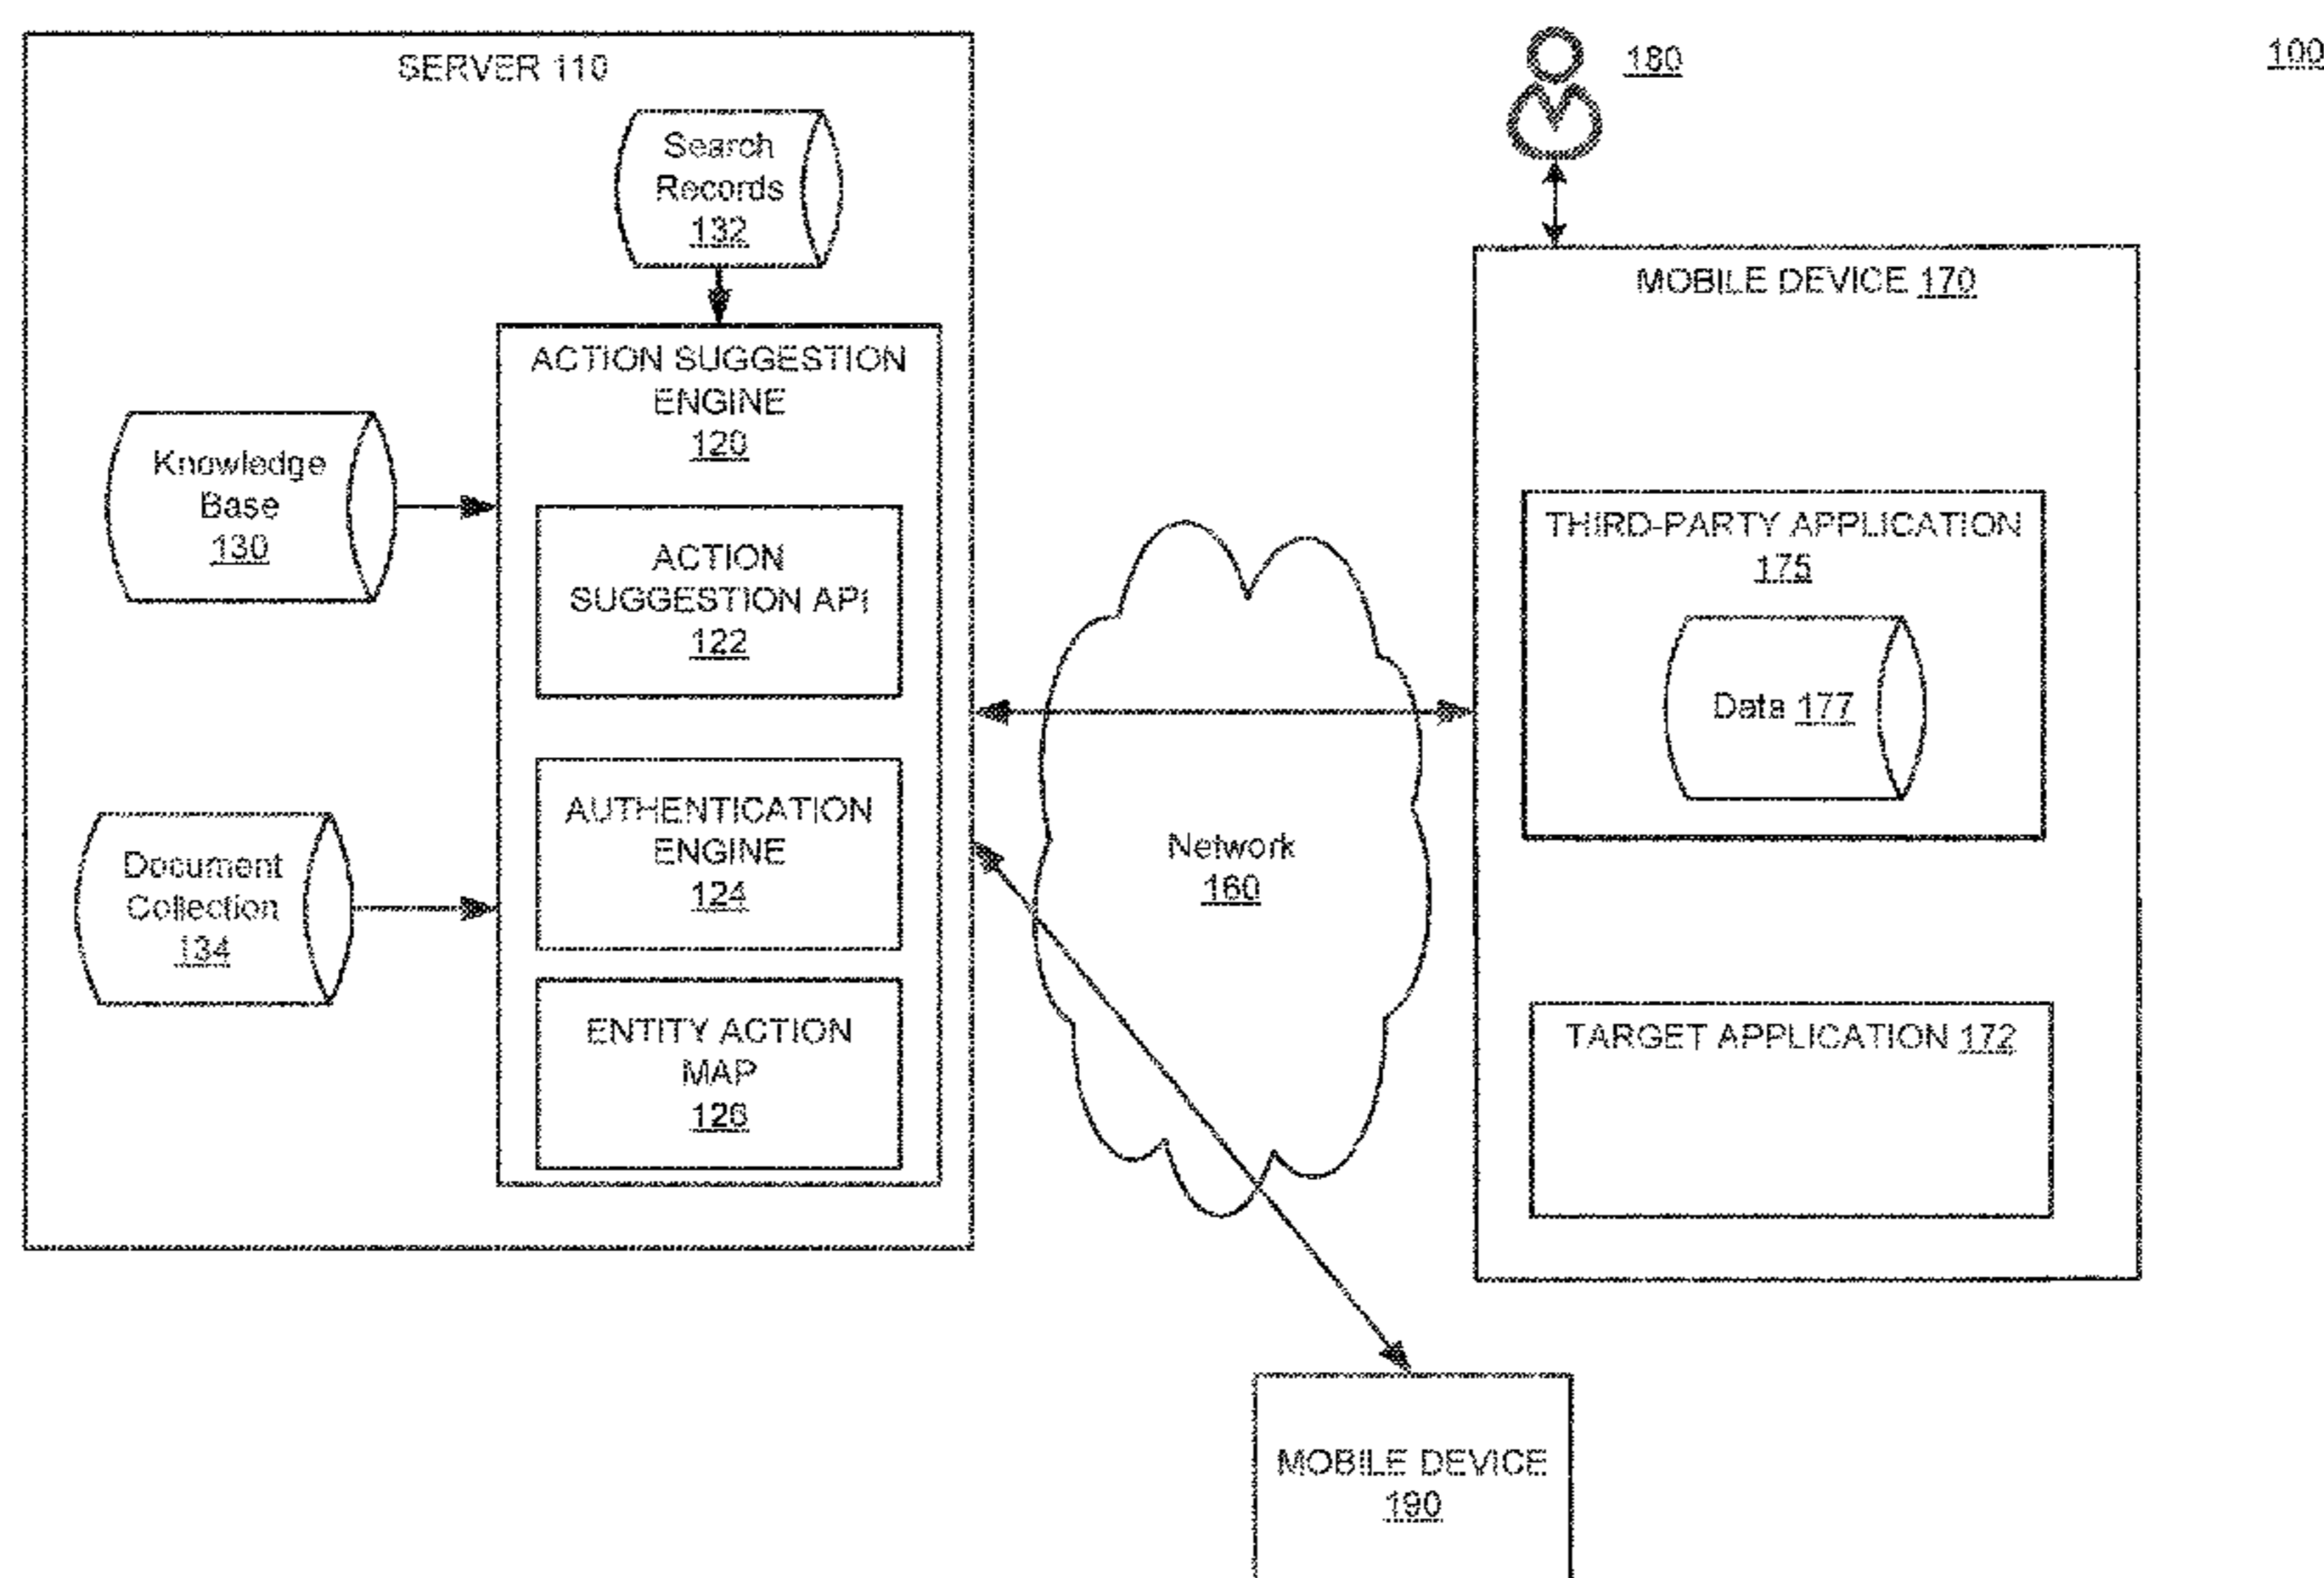 100
SERVER 110
Search
Records
132
ACTION SUGGESTION
ENGINE
120
Knowledge
Base
130
ACTION
SUGGESTION API
122
AUTHENTICATION
ENGINE
124
Document
Collection
134
ENTITY ACTION
MAP
126
Network
160
180
MOBILE DEVICE 170
THIRD-PARTY APPLICATION
175
Data 177
TARGET APPLICATION 172
MOBILE DEVICE
190